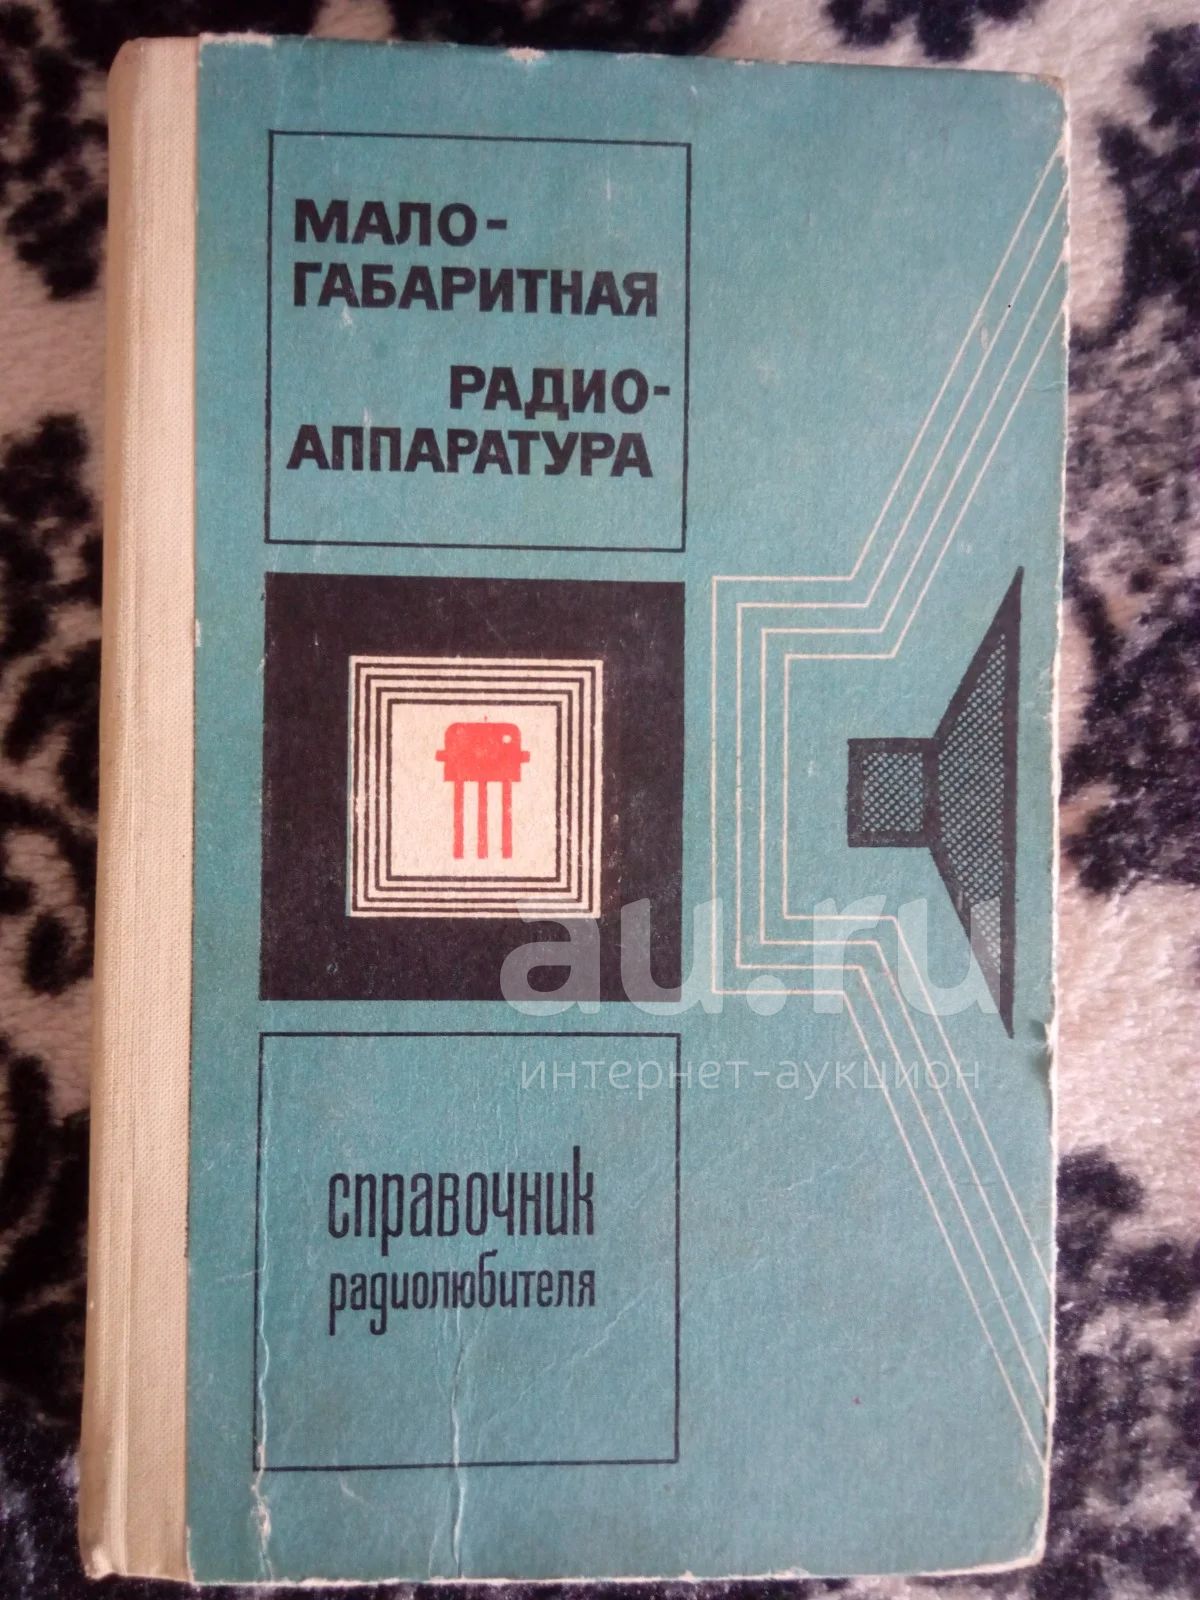 МАЛО-
ГАБАРИТНАЯ
РАДИО-
АППАРАТУРА
au.ru
интернет-аукцион
справочник
радиолюбителя